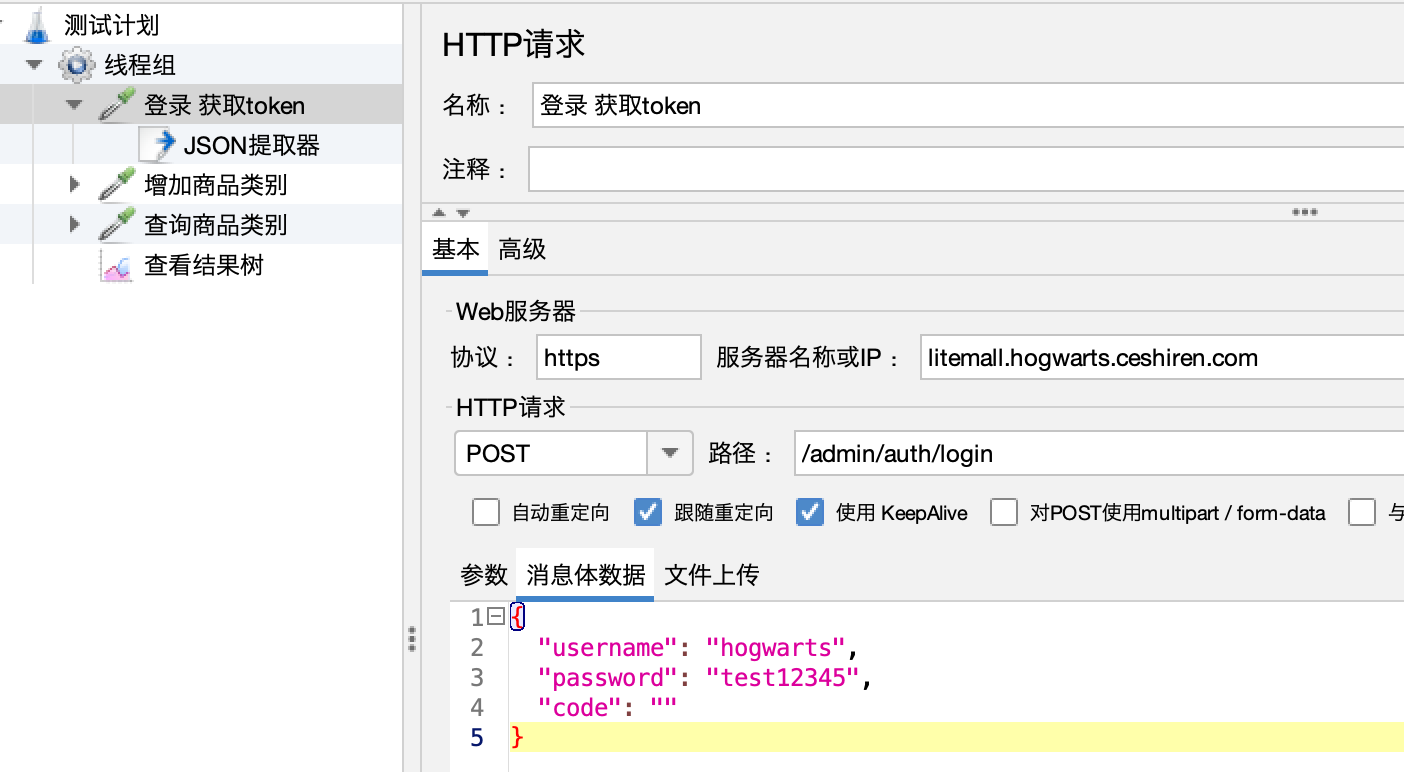 测试计划
线程组
登录 获取token
JSON提取器
增加商品类别
查询商品类别
查看结果树
HTTP请求
名称： 登录 获取token
注释：
基本 高级
Web服务器
协议： https 服务器名称或IP： litemall.hogwarts.ceshiren.com
HTTP请求
POST 路径： /admin/auth/login
自动重定向 跟随重定向 使用 KeepAlive 对POST使用multipart / form-data 与
参数 消息体数据 文件上传
1 {
2 "username": "hogwarts",
3 "password": "test12345",
4 "code": ""
5 }